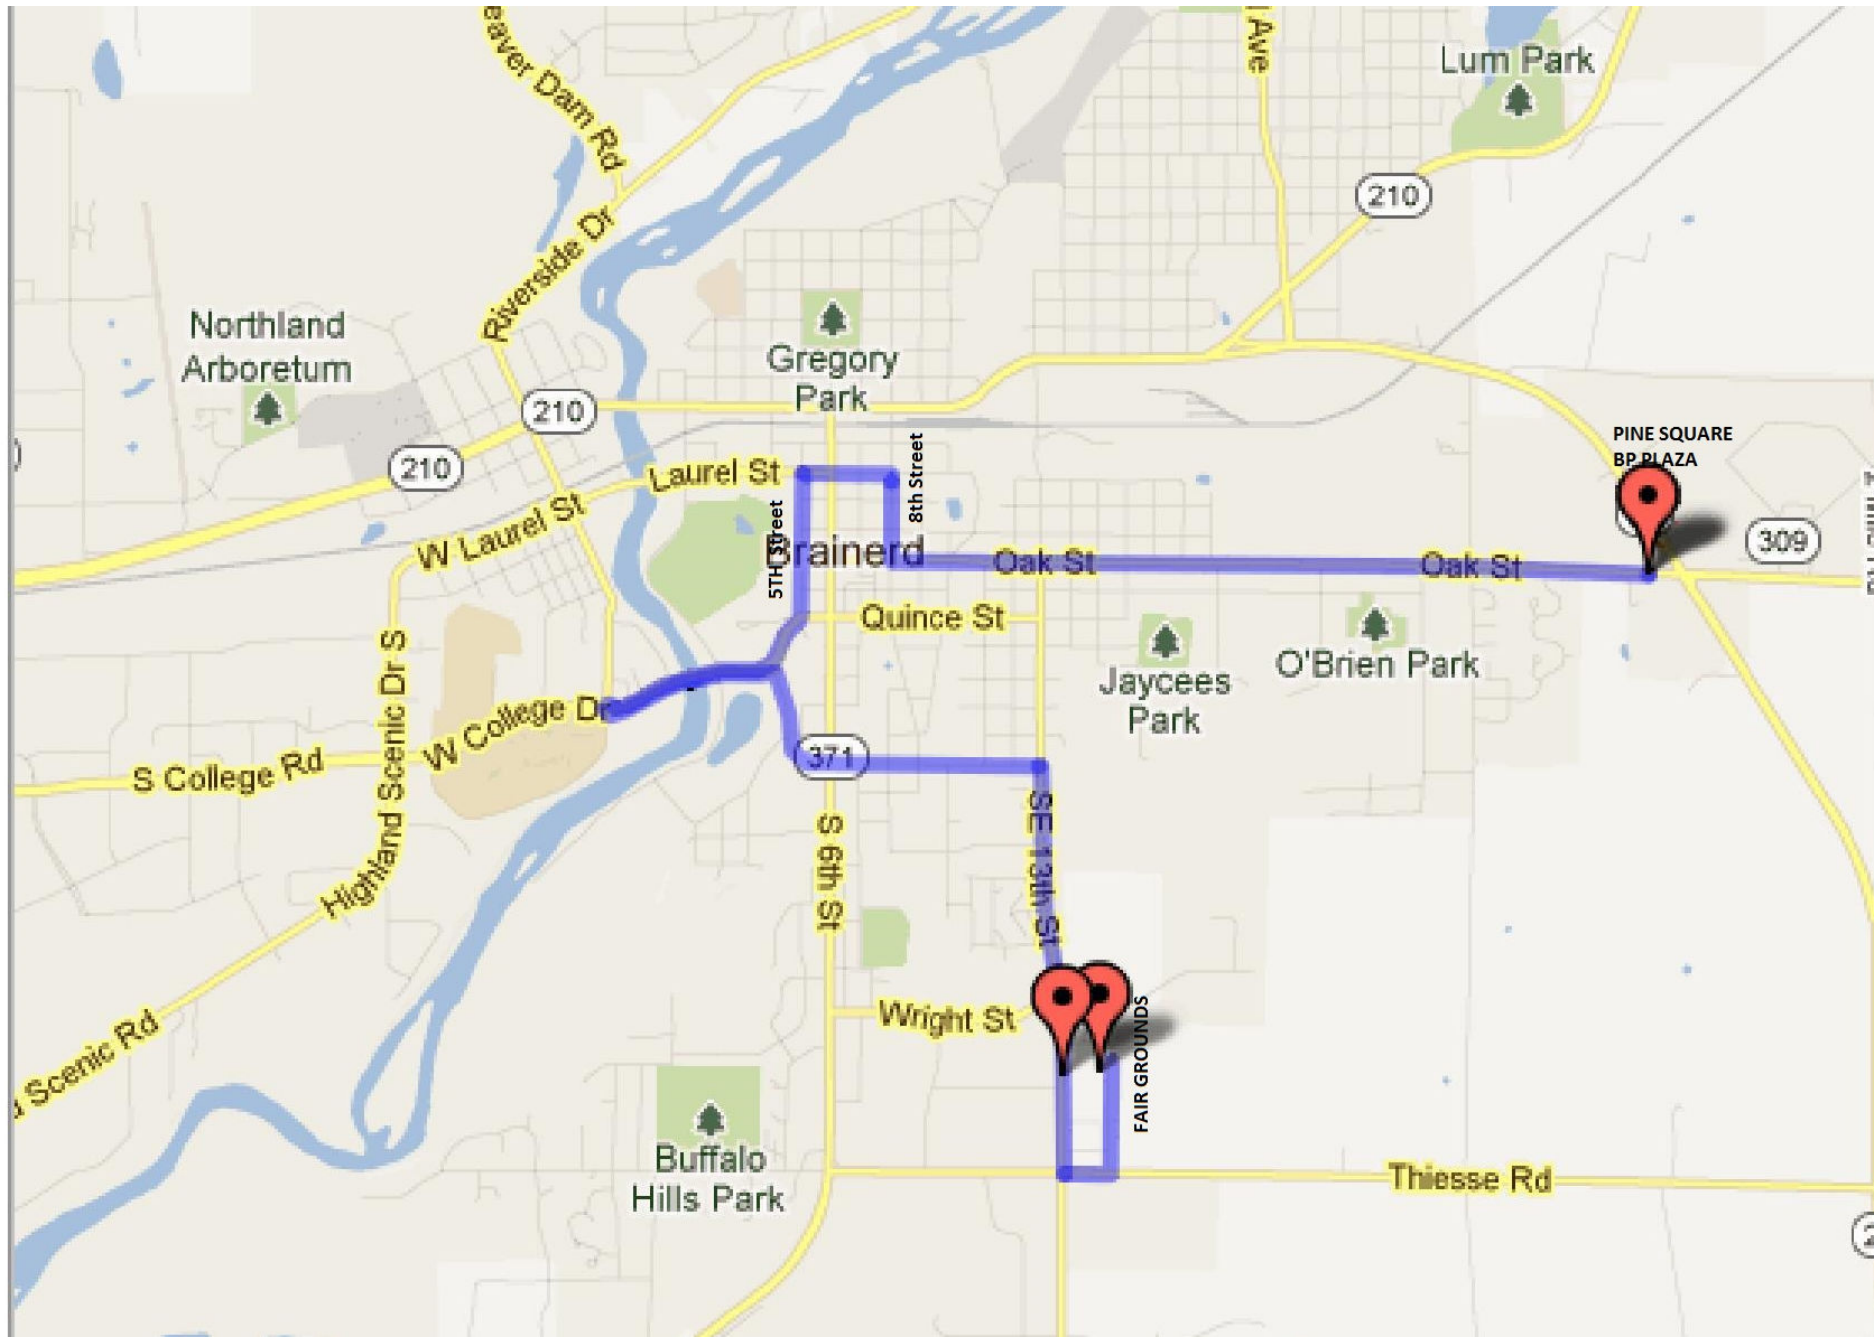 eaver Dam Rd
Ave
Lum Park
210
Riverside Dr
Northland
Arboretum
Gregory
Park
210
210
PINE SQUARE
BP PLAZA
Laurel St
8th Street
W Laurel St
5TH Street
Brainerd
Oak St
Oak St
309
Quince St
Highland Scenic Dr S
Jaycees
Park
O'Brien Park
W College Dr
S College Rd
371
SE 13th St
S 6th St
Wright St
FAIR GROUNDS
Scenic Rd
Buffalo
Hills Park
Thiesse Rd
2